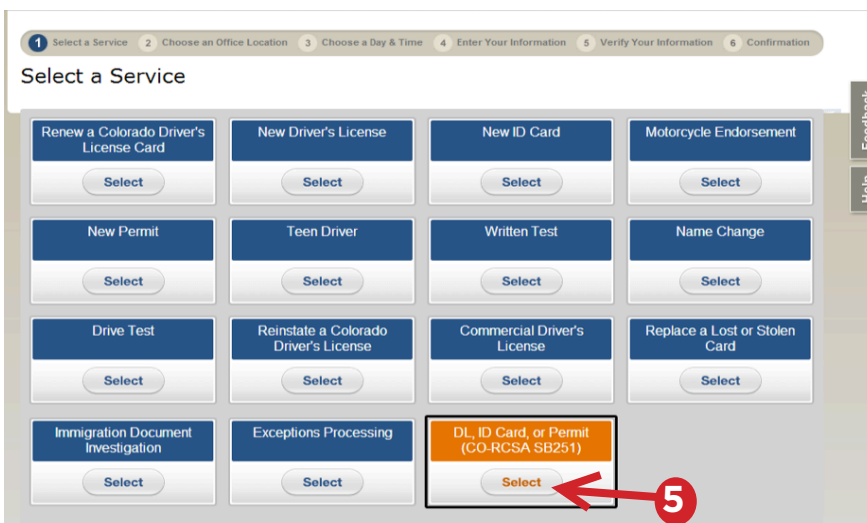 1 Select a Service 2 Choose an Office Location 3 Choose a Day & Time 4 Enter Your Information 5 Verify Your Information 6 Confirmation
Select a Service
Feedback
Help
Renew a Colorado Driver's
License Card
Select
New Driver's License
Select
New ID Card
Select
Motorcycle Endorsement
Select
New Permit
Select
Teen Driver
Select
Written Test
Select
Name Change
Select
Drive Test
Select
Reinstate a Colorado
Driver's License
Select
Commercial Driver's
License
Select
Replace a Lost or Stolen
Card
Select
Immigration Document
Investigation
Select
Exceptions Processing
Select
DL, ID Card, or Permit
(CO-RCSA SB251)
Select
5